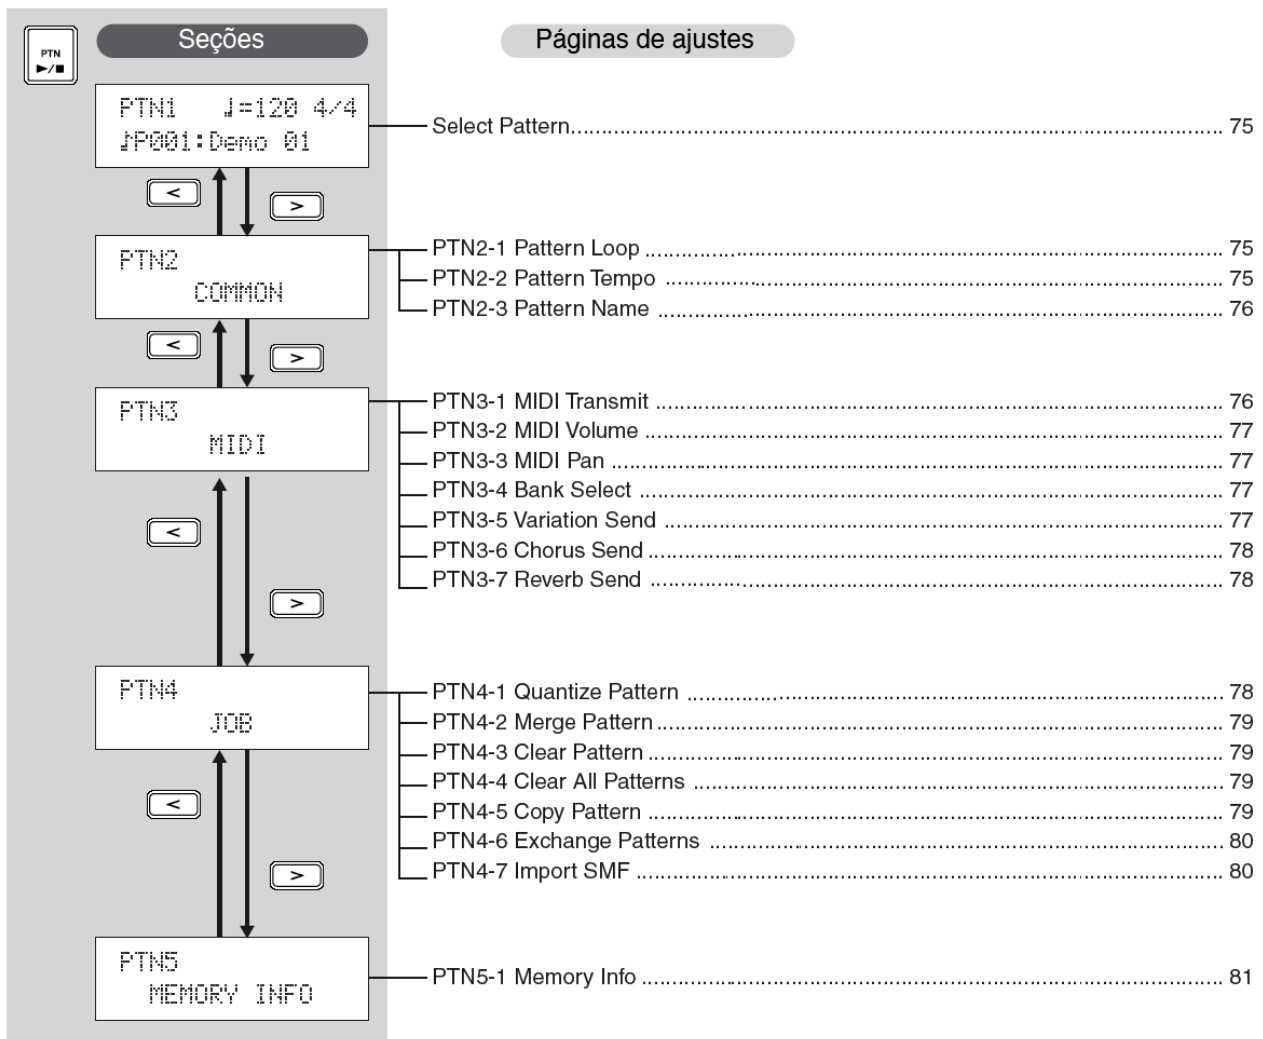 PTN
►/■
Seções
Páginas de ajustes
PTN1 ♩=120 4/4
♪P001:Demo 01
Select Pattern 75
<
>
PTN2
COMMON
PTN2-1 Pattern Loop 75
PTN2-2 Pattern Tempo 75
PTN2-3 Pattern Name 76
<
>
PTN3
MIDI
PTN3-1 MIDI Transmit 76
PTN3-2 MIDI Volume 77
PTN3-3 MIDI Pan 77
PTN3-4 Bank Select 77
PTN3-5 Variation Send 77
PTN3-6 Chorus Send 78
PTN3-7 Reverb Send 78
<
>
PTN4
JOB
PTN4-1 Quantize Pattern 78
PTN4-2 Merge Pattern 79
PTN4-3 Clear Pattern 79
PTN4-4 Clear All Patterns 79
PTN4-5 Copy Pattern 79
PTN4-6 Exchange Patterns 80
PTN4-7 Import SMF 80
<
>
PTN5
MEMORY INFO
PTN5-1 Memory Info 81